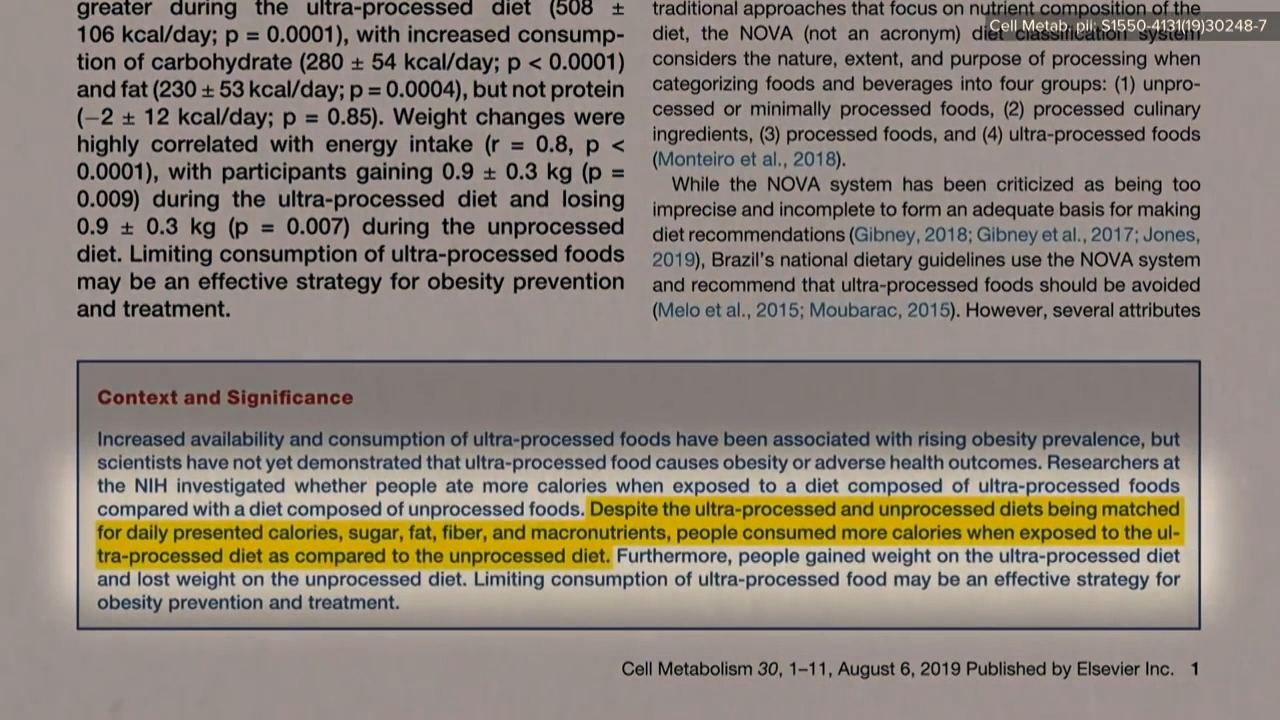 Cell Metab. pii: S1550-4131(19)30248-7
greater during the ultra-processed diet (508 ±
106 kcal/day; p = 0.0001), with increased consump-
tion of carbohydrate (280 ± 54 kcal/day; p < 0.0001)
and fat (230 ± 53 kcal/day; p = 0.0004), but not protein
(−2 ± 12 kcal/day; p = 0.85). Weight changes were
highly correlated with energy intake (r = 0.8, p <
0.0001), with participants gaining 0.9 ± 0.3 kg (p =
0.009) during the ultra-processed diet and losing
0.9 ± 0.3 kg (p = 0.007) during the unprocessed
diet. Limiting consumption of ultra-processed foods
may be an effective strategy for obesity prevention
and treatment.
traditional approaches that focus on nutrient composition of the
diet, the NOVA (not an acronym) diet classification system
considers the nature, extent, and purpose of processing when
categorizing foods and beverages into four groups: (1) unpro-
cessed or minimally processed foods, (2) processed culinary
ingredients, (3) processed foods, and (4) ultra-processed foods
(Monteiro et al., 2018).
While the NOVA system has been criticized as being too
imprecise and incomplete to form an adequate basis for making
diet recommendations (Gibney, 2018; Gibney et al., 2017; Jones,
2019), Brazil's national dietary guidelines use the NOVA system
and recommend that ultra-processed foods should be avoided
(Melo et al., 2015; Moubarac, 2015). However, several attributes
Context and Significance
Increased availability and consumption of ultra-processed foods have been associated with rising obesity prevalence, but
scientists have not yet demonstrated that ultra-processed food causes obesity or adverse health outcomes. Researchers at
the NIH investigated whether people ate more calories when exposed to a diet composed of ultra-processed foods
compared with a diet composed of unprocessed foods. Despite the ultra-processed and unprocessed diets being matched
for daily presented calories, sugar, fat, fiber, and macronutrients, people consumed more calories when exposed to the ul-
tra-processed diet as compared to the unprocessed diet. Furthermore, people gained weight on the ultra-processed diet
and lost weight on the unprocessed diet. Limiting consumption of ultra-processed food may be an effective strategy for
obesity prevention and treatment.
Cell Metabolism 30, 1–11, August 6, 2019 Published by Elsevier Inc. 1